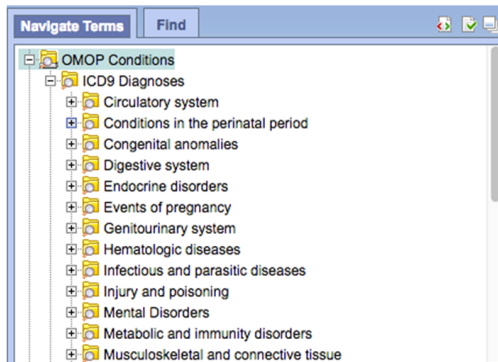 Navigate Terms Find
OMOP Conditions
ICD9 Diagnoses
Circulatory system
Conditions in the perinatal period
Congenital anomalies
Digestive system
Endocrine disorders
Events of pregnancy
Genitourinary system
Hematologic diseases
Infectious and parasitic diseases
Injury and poisoning
Mental Disorders
Metabolic and immunity disorders
Musculoskeletal and connective tissue